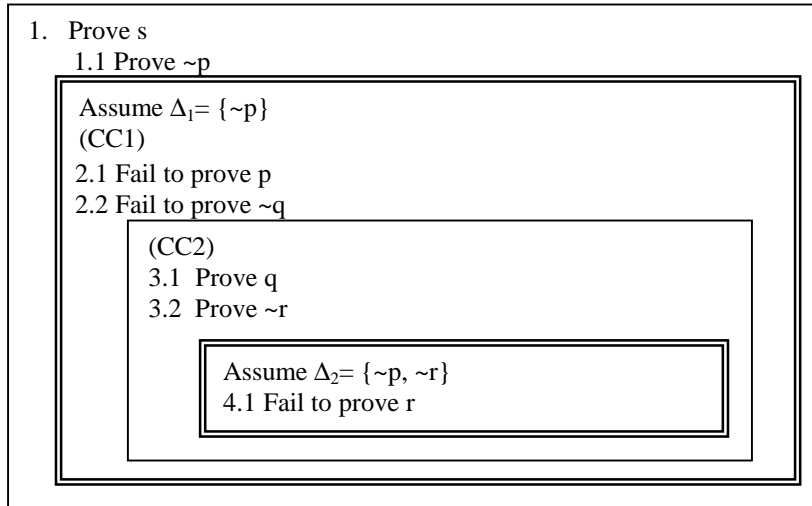 1. Prove s
1.1 Prove ~p
Assume Δ₁= {~p}
(CC1)
2.1 Fail to prove p
2.2 Fail to prove ~q
(CC2)
3.1 Prove q
3.2 Prove ~r
Assume Δ₂= {~p, ~r}
4.1 Fail to prove r